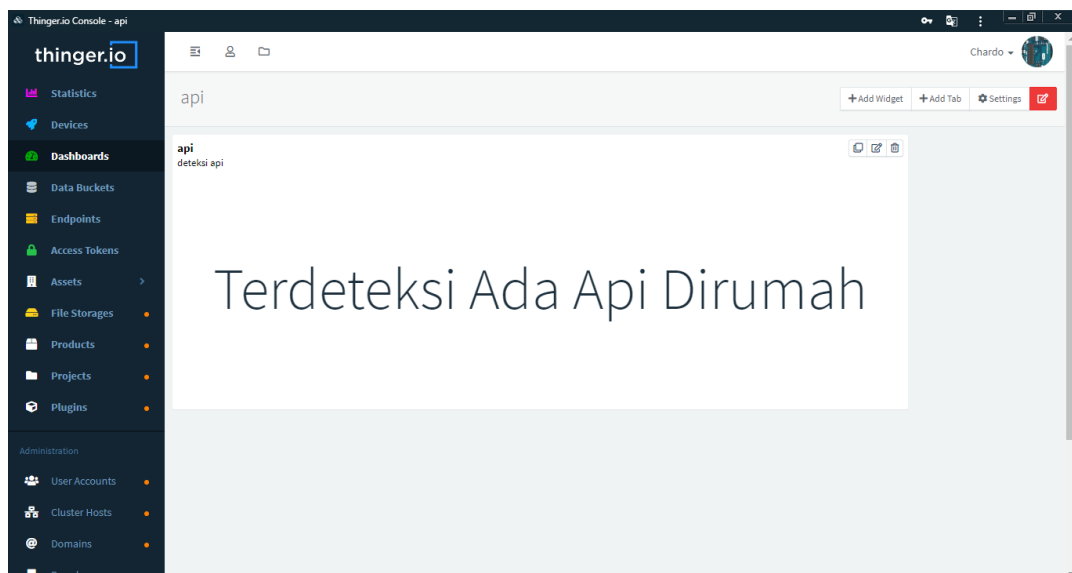 Thinger.io Console - api
thinger.io
Chardo
Statistics
Devices
Dashboards
Data Buckets
Endpoints
Access Tokens
Assets
File Storages
Products
Projects
Plugins
Administration
User Accounts
Cluster Hosts
Domains
api
+Add Widget
+Add Tab
Settings
api
deteksi api
Terdeteksi Ada Api Dirumah